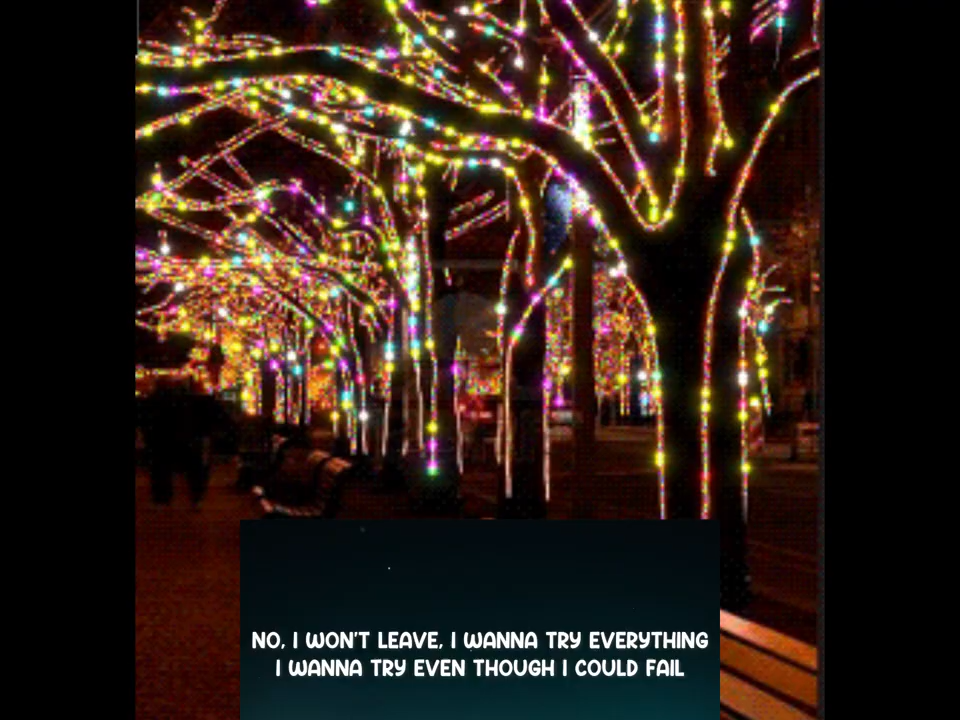 NO, I WON'T LEAVE, I WANNA TRY EVERYTHING
I WANNA TRY EVEN THOUGH I COULD FAIL